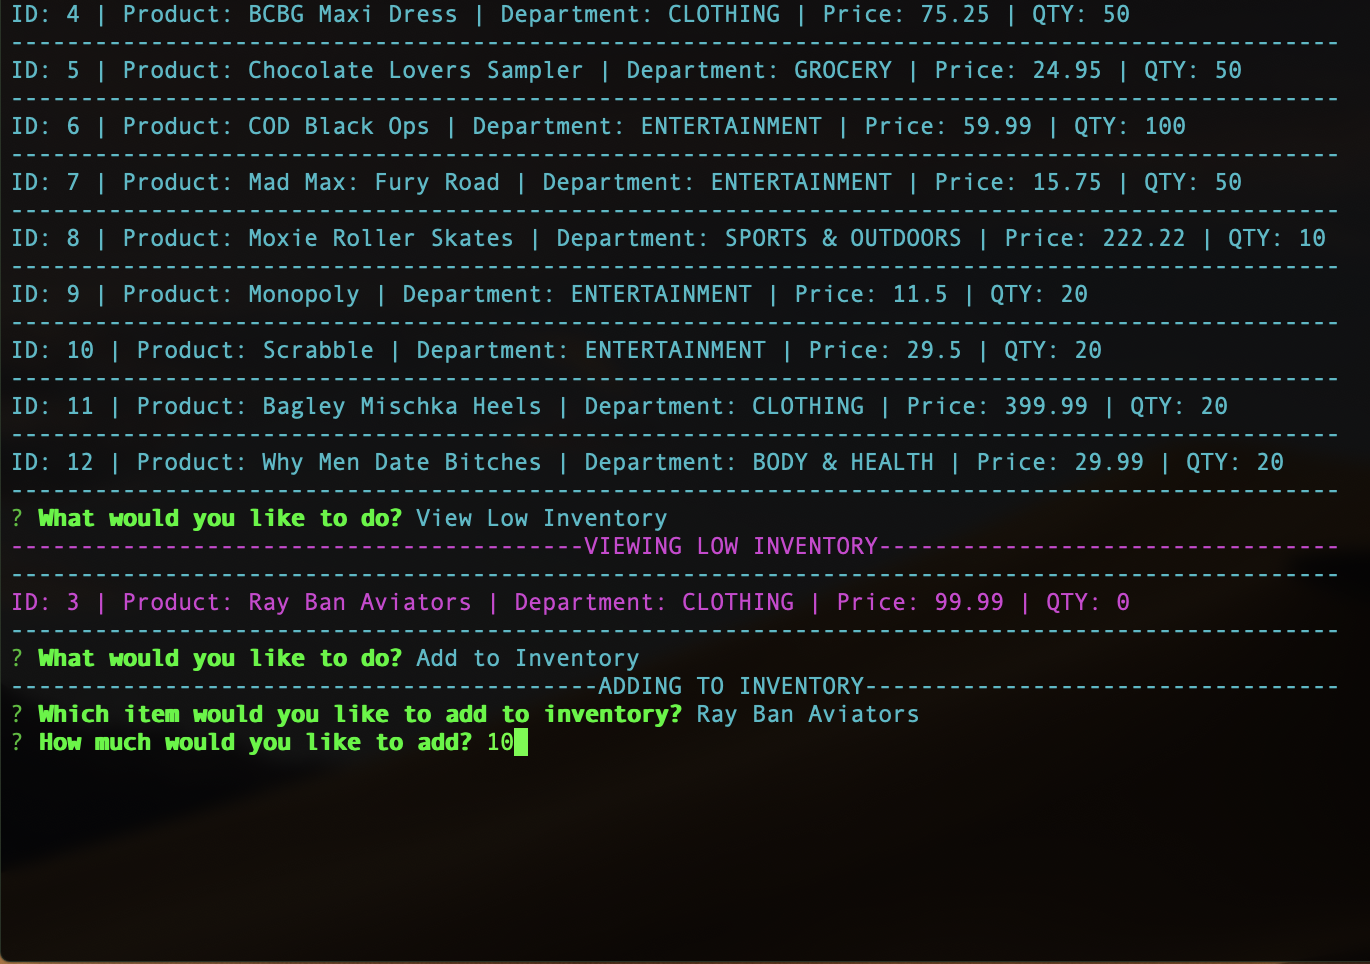 ID: 4 | Product: BCBG Maxi Dress | Department: CLOTHING | Price: 75.25 | QTY: 50
-----------------------------------------------------------------------------------------------
ID: 5 | Product: Chocolate Lovers Sampler | Department: GROCERY | Price: 24.95 | QTY: 50
-----------------------------------------------------------------------------------------------
ID: 6 | Product: COD Black Ops | Department: ENTERTAINMENT | Price: 59.99 | QTY: 100
-----------------------------------------------------------------------------------------------
ID: 7 | Product: Mad Max: Fury Road | Department: ENTERTAINMENT | Price: 15.75 | QTY: 50
-----------------------------------------------------------------------------------------------
ID: 8 | Product: Moxie Roller Skates | Department: SPORTS & OUTDOORS | Price: 222.22 | QTY: 10
-----------------------------------------------------------------------------------------------
ID: 9 | Product: Monopoly | Department: ENTERTAINMENT | Price: 11.5 | QTY: 20
-----------------------------------------------------------------------------------------------
ID: 10 | Product: Scrabble | Department: ENTERTAINMENT | Price: 29.5 | QTY: 20
-----------------------------------------------------------------------------------------------
ID: 11 | Product: Bagley Mischka Heels | Department: CLOTHING | Price: 399.99 | QTY: 20
-----------------------------------------------------------------------------------------------
ID: 12 | Product: Why Men Date Bitches | Department: BODY & HEALTH | Price: 29.99 | QTY: 20
-----------------------------------------------------------------------------------------------
? What would you like to do? View Low Inventory
-----------------------------------------VIEWING LOW INVENTORY---------------------------------
-----------------------------------------------------------------------------------------------
ID: 3 | Product: Ray Ban Aviators | Department: CLOTHING | Price: 99.99 | QTY: 0
-----------------------------------------------------------------------------------------------
? What would you like to do? Add to Inventory
------------------------------------------ADDING TO INVENTORY----------------------------------
? Which item would you like to add to inventory? Ray Ban Aviators
? How much would you like to add? 10